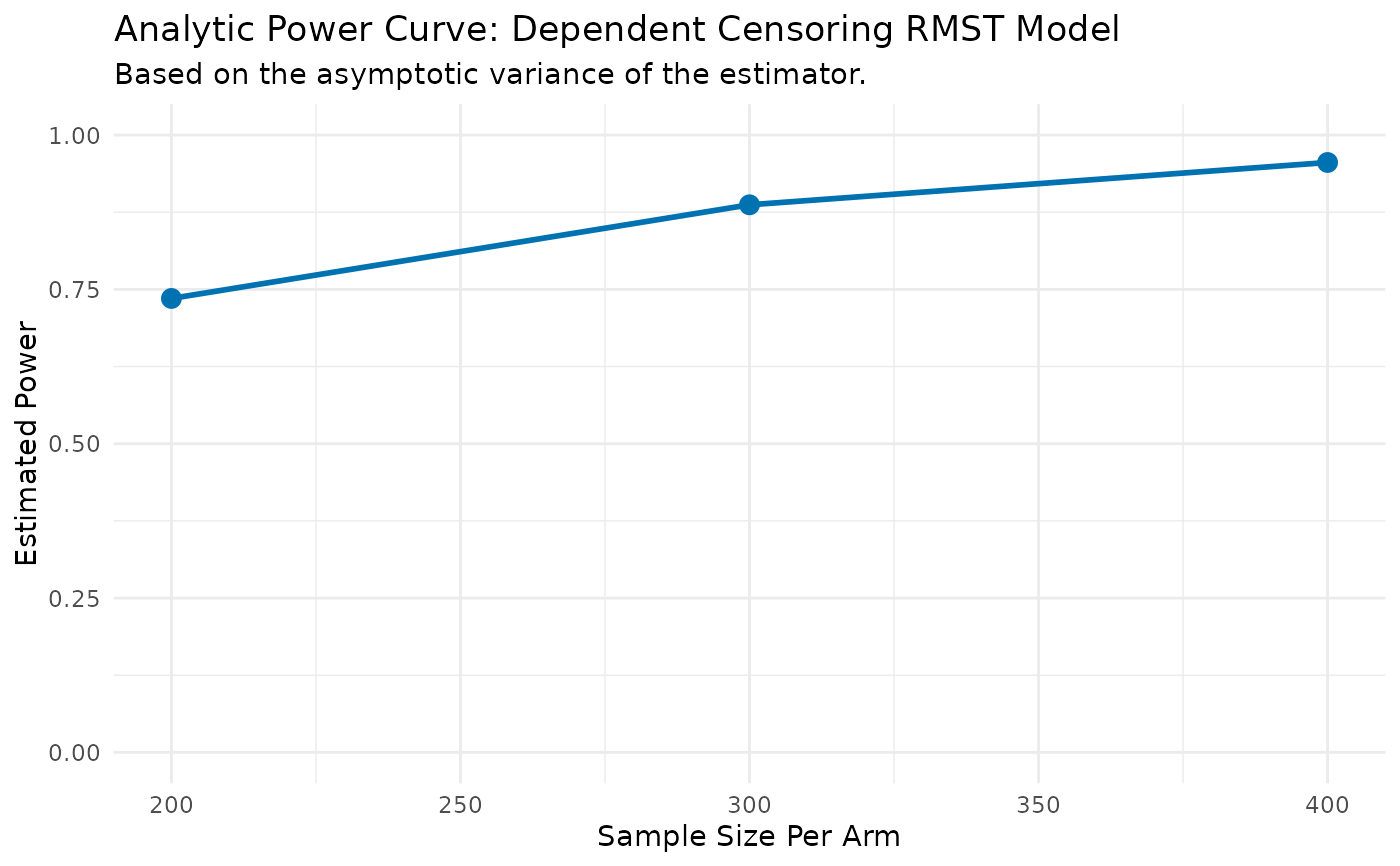 Analytic Power Curve: Dependent Censoring RMST Model
Based on the asymptotic variance of the estimator.
Estimated Power
1.00
0.75
0.50
0.25
0.00
200 250 300 350 400
Sample Size Per Arm